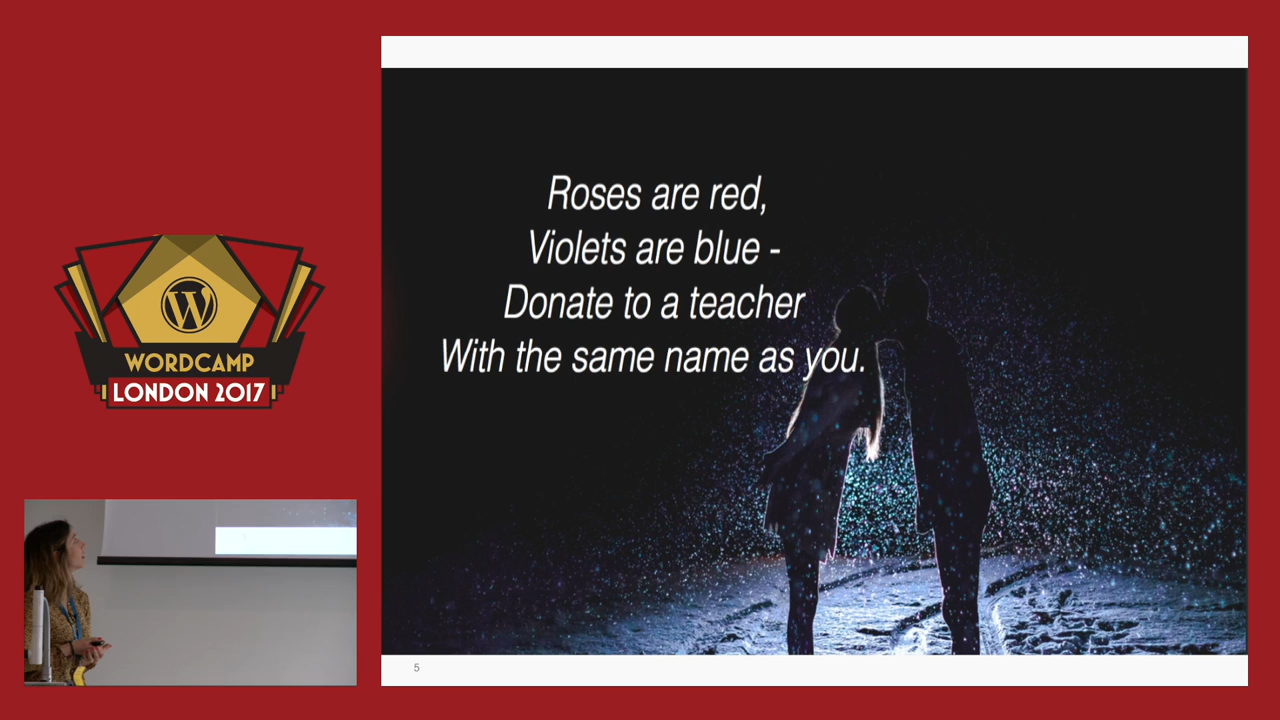 Roses are red,
Violets are blue -
Donate to a teacher
With the same name as you.
W
WORDCAMP
LONDON 2017
5